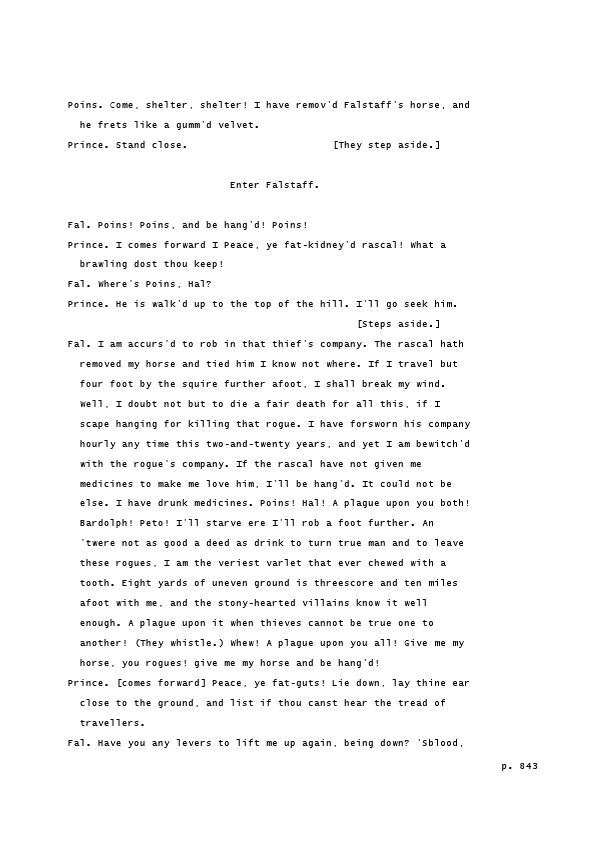 Poins. Come, shelter, shelter! I have remov'd Falstaff's horse, and
he frets like a gumm'd velvet.
Prince. Stand close. [They step aside.]
Enter Falstaff.
Fal. Poins! Poins, and be hang'd! Poins!
Prince. I comes forward I Peace, ye fat-kidney'd rascal! What a
brawling dost thou keep!
Fal. Where's Poins, Hal?
Prince. He is walk'd up to the top of the hill. I'll go seek him.
[Steps aside.]
Fal. I am accurs'd to rob in that thief's company. The rascal hath
removed my horse and tied him I know not where. If I travel but
four foot by the squire further afoot, I shall break my wind.
Well, I doubt not but to die a fair death for all this, if I
scape hanging for killing that rogue. I have forsworn his company
hourly any time this two-and-twenty years, and yet I am bewitch'd
with the rogue's company. If the rascal have not given me
medicines to make me love him, I'll be hang'd. It could not be
else. I have drunk medicines. Poins! Hal! A plague upon you both!
Bardolph! Peto! I'll starve ere I'll rob a foot further. An
'twere not as good a deed as drink to turn true man and to leave
these rogues, I am the veriest varlet that ever chewed with a
tooth. Eight yards of uneven ground is threescore and ten miles
afoot with me, and the stony-hearted villains know it well
enough. A plague upon it when thieves cannot be true one to
another! (They whistle.) Whew! A plague upon you all! Give me my
horse, you rogues! give me my horse and be hang'd!
Prince. [comes forward] Peace, ye fat-guts! Lie down, lay thine ear
close to the ground, and list if thou canst hear the tread of
travellers.
Fal. Have you any levers to lift me up again, being down? 'Sblood,
p. 843